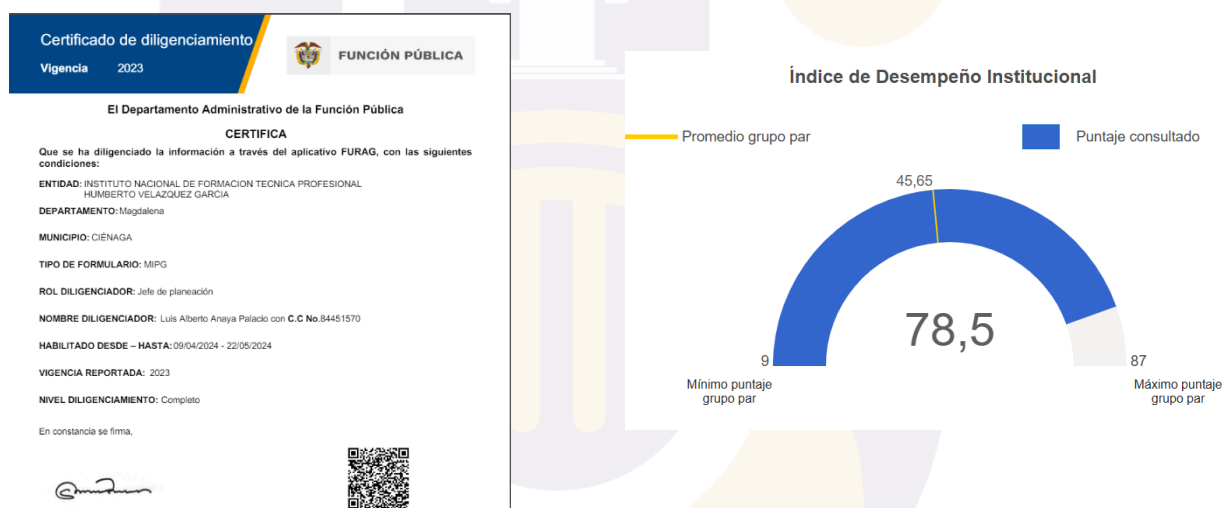 Certificado de diligenciamiento
Vigencia 2023
FUNCIÓN PÚBLICA
El Departamento Administrativo de la Función Pública
CERTIFICA
Que se ha diligenciado la información a través del aplicativo FURAG, con las siguientes
condiciones:
ENTIDAD: INSTITUTO NACIONAL DE FORMACION TECNICA PROFESIONAL
HUMBERTO VELAZQUEZ GARCIA
DEPARTAMENTO: Magdalena
MUNICIPIO: CIÉNAGA
TIPO DE FORMULARIO: MIPG
ROL DILIGENCIADOR: Jefe de planeación
NOMBRE DILIGENCIADOR: Luis Alberto Anaya Palacio con C.C No.84451570
HABILITADO DESDE – HASTA: 09/04/2024 - 22/05/2024
VIGENCIA REPORTADA: 2023
NIVEL DILIGENCIAMIENTO: Completo
En constancia se firma,
Índice de Desempeño Institucional
Promedio grupo par
Puntaje consultado
45,65
78,5
9
Mínimo puntaje
grupo par
87
Máximo puntaje
grupo par